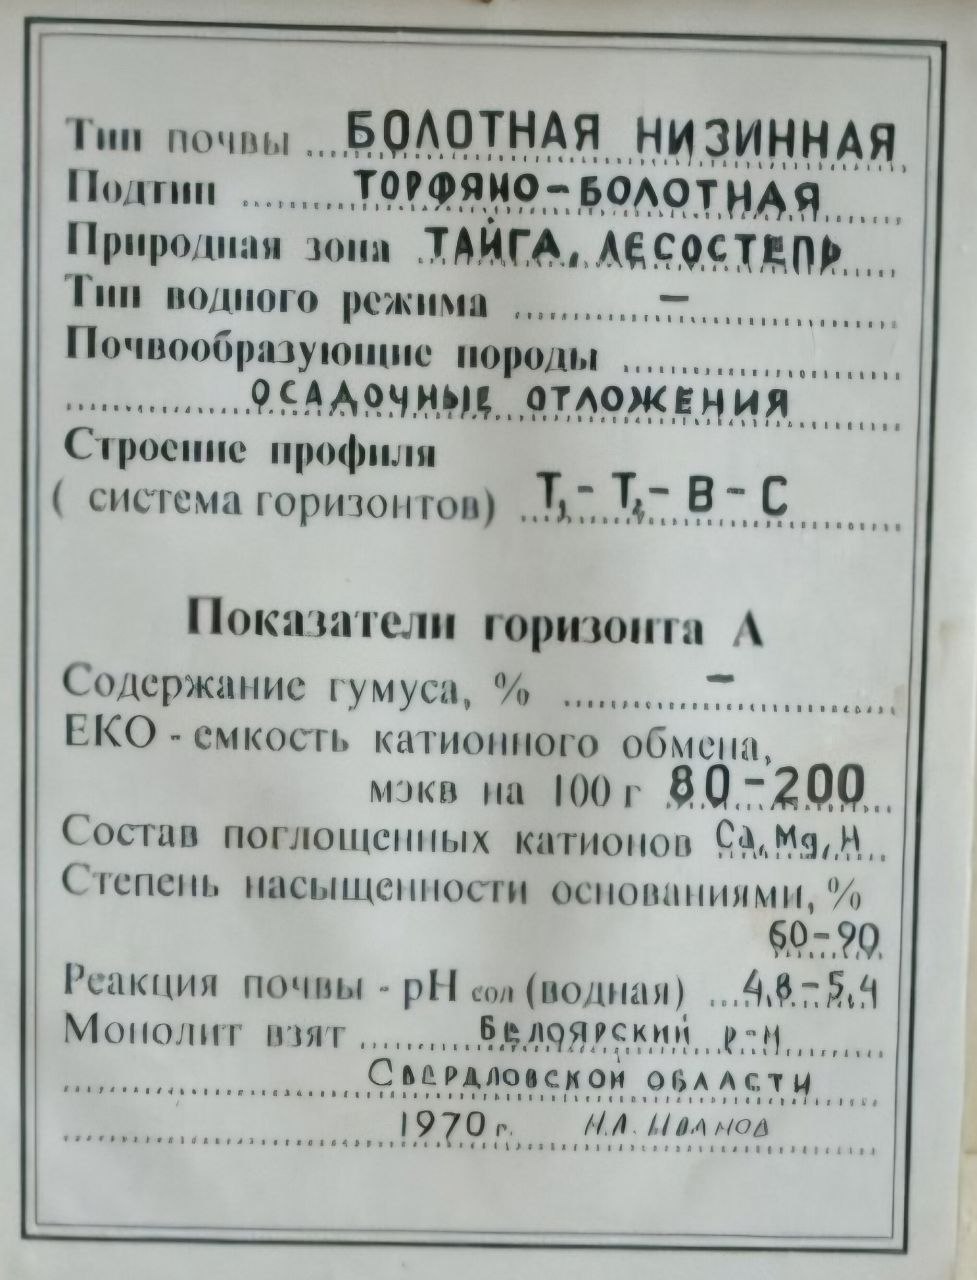 Тип почвы БОЛОТНАЯ НИЗИННАЯ
Подтип ТОРФЯНО-БОЛОТНАЯ
Природная зона ТАЙГА, ЛЕСОСТЕПЬ
Тип водного режима –
Почвообразующие породы
ОСАДОЧНЫЕ ОТЛОЖЕНИЯ
Строение профиля
( система горизонтов) Т₁ - Т₂ - В - С
Показатели горизонта А
Содержание гумуса, % –
ЕКО - емкость катионного обмена,
мэкв на 100 г 80-200
Состав поглощенных катионов Ca, Mg, H
Степень насыщенности основаниями, %
60-90
Реакция почвы - pH сол (водная) 4,8-5,4
Монолит взят БЕЛОЯРСКИЙ р-н
СВЕРДЛОВСКОЙ ОБЛАСТИ
1970 г. Н.А. Иванов